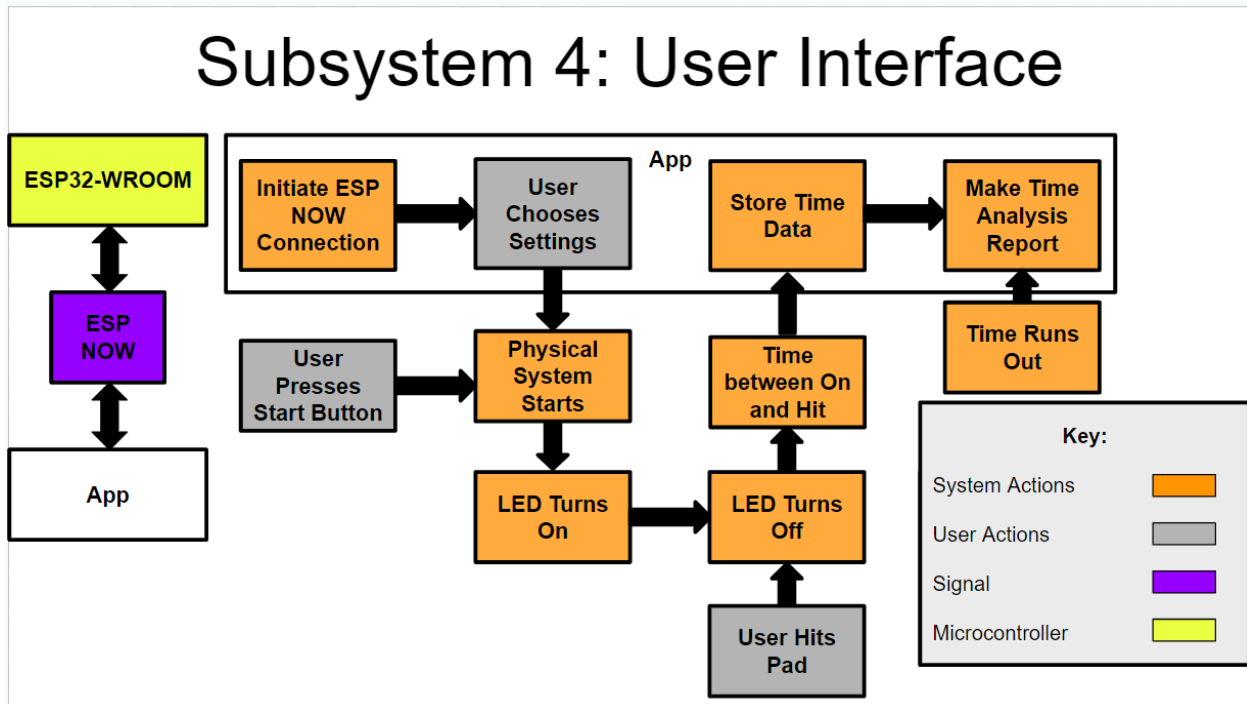 Subsystem 4: User Interface
ESP32-WROOM
ESP
NOW
App
App
Initiate ESP
NOW
Connection
User
Chooses
Settings
Store Time
Data
Make Time
Analysis
Report
User
Presses
Start Button
Physical
System
Starts
Time
between On
and Hit
Time Runs
Out
LED Turns
On
LED Turns
Off
User Hits
Pad
Key:
System Actions
User Actions
Signal
Microcontroller